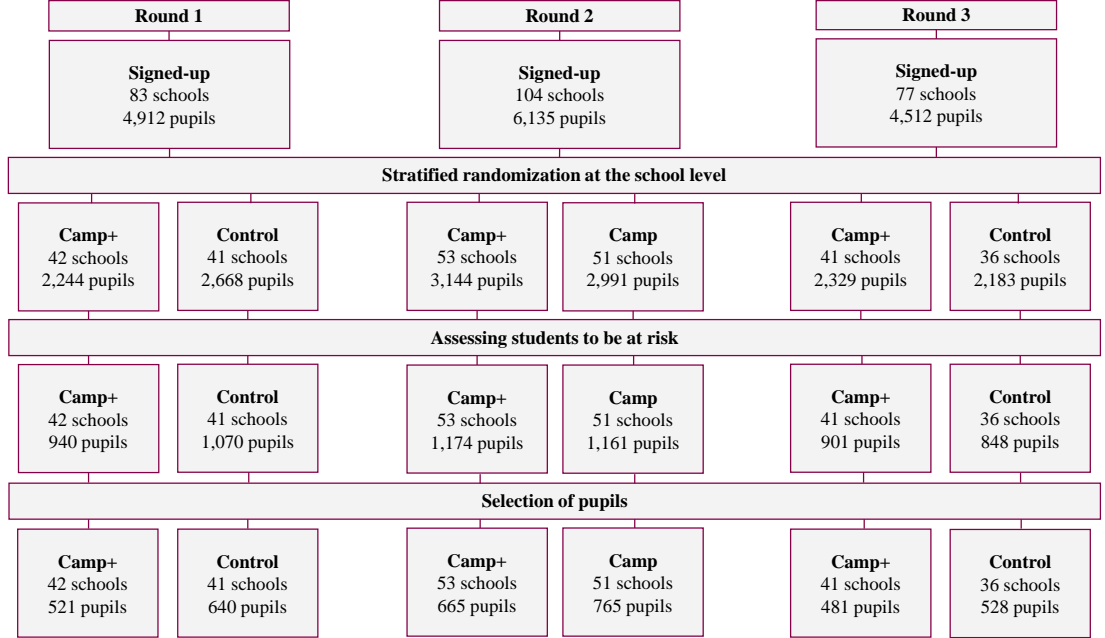 Round 1
Round 2
Round 3
Signed-up
83 schools
4,912 pupils
Signed-up
104 schools
6,135 pupils
Signed-up
77 schools
4,512 pupils
Stratified randomization at the school level
Camp+
42 schools
2,244 pupils
Control
41 schools
2,668 pupils
Camp+
53 schools
3,144 pupils
Camp
51 schools
2,991 pupils
Camp+
41 schools
2,329 pupils
Control
36 schools
2,183 pupils
Assessing students to be at risk
Camp+
42 schools
940 pupils
Control
41 schools
1,070 pupils
Camp+
53 schools
1,174 pupils
Camp
51 schools
1,161 pupils
Camp+
41 schools
901 pupils
Control
36 schools
848 pupils
Selection of pupils
Camp+
42 schools
521 pupils
Control
41 schools
640 pupils
Camp+
53 schools
665 pupils
Camp
51 schools
765 pupils
Camp+
41 schools
481 pupils
Control
36 schools
528 pupils